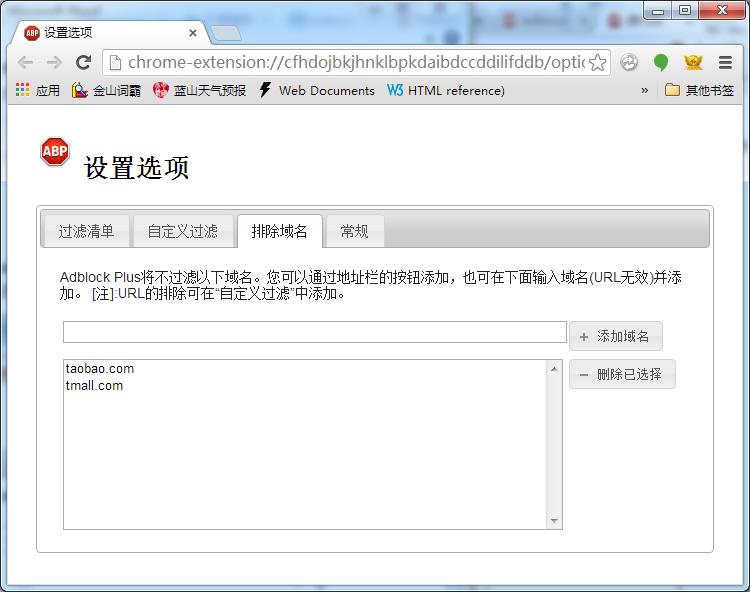 ABP 设置选项
chrome-extension://cfhdojbkjhnklbpkdaibdccddilifddb/optio
应用 金山词霸 蓝山天气预报 Web Documents W3 HTML reference) » 其他书签
ABP 设置选项
过滤清单 自定义过滤 排除域名 常规
Adblock Plus将不过滤以下域名。您可以通过地址栏的按钮添加，也可在下面输入域名(URL无效)并添
加。 [注]:URL的排除可在“自定义过滤”中添加。
+ 添加域名
taobao.com
− 删除已选择
tmall.com